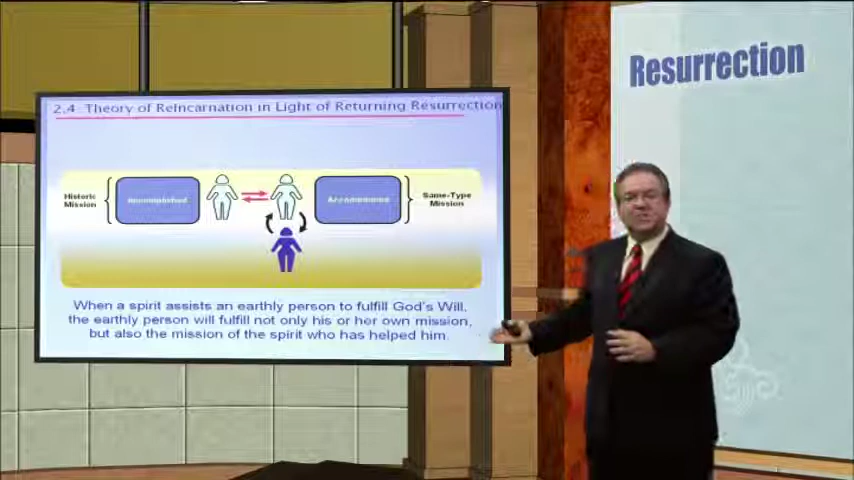 Resurrection
2.4 Theory of Reincarnation in Light of Returning Resurrection
Historic
Mission
Accomplished
Same-Type
Mission
When a spirit assists an earthly person to fulfill God's Will,
the earthly person will fulfill not only his or her own mission,
but also the mission of the spirit who has helped him.